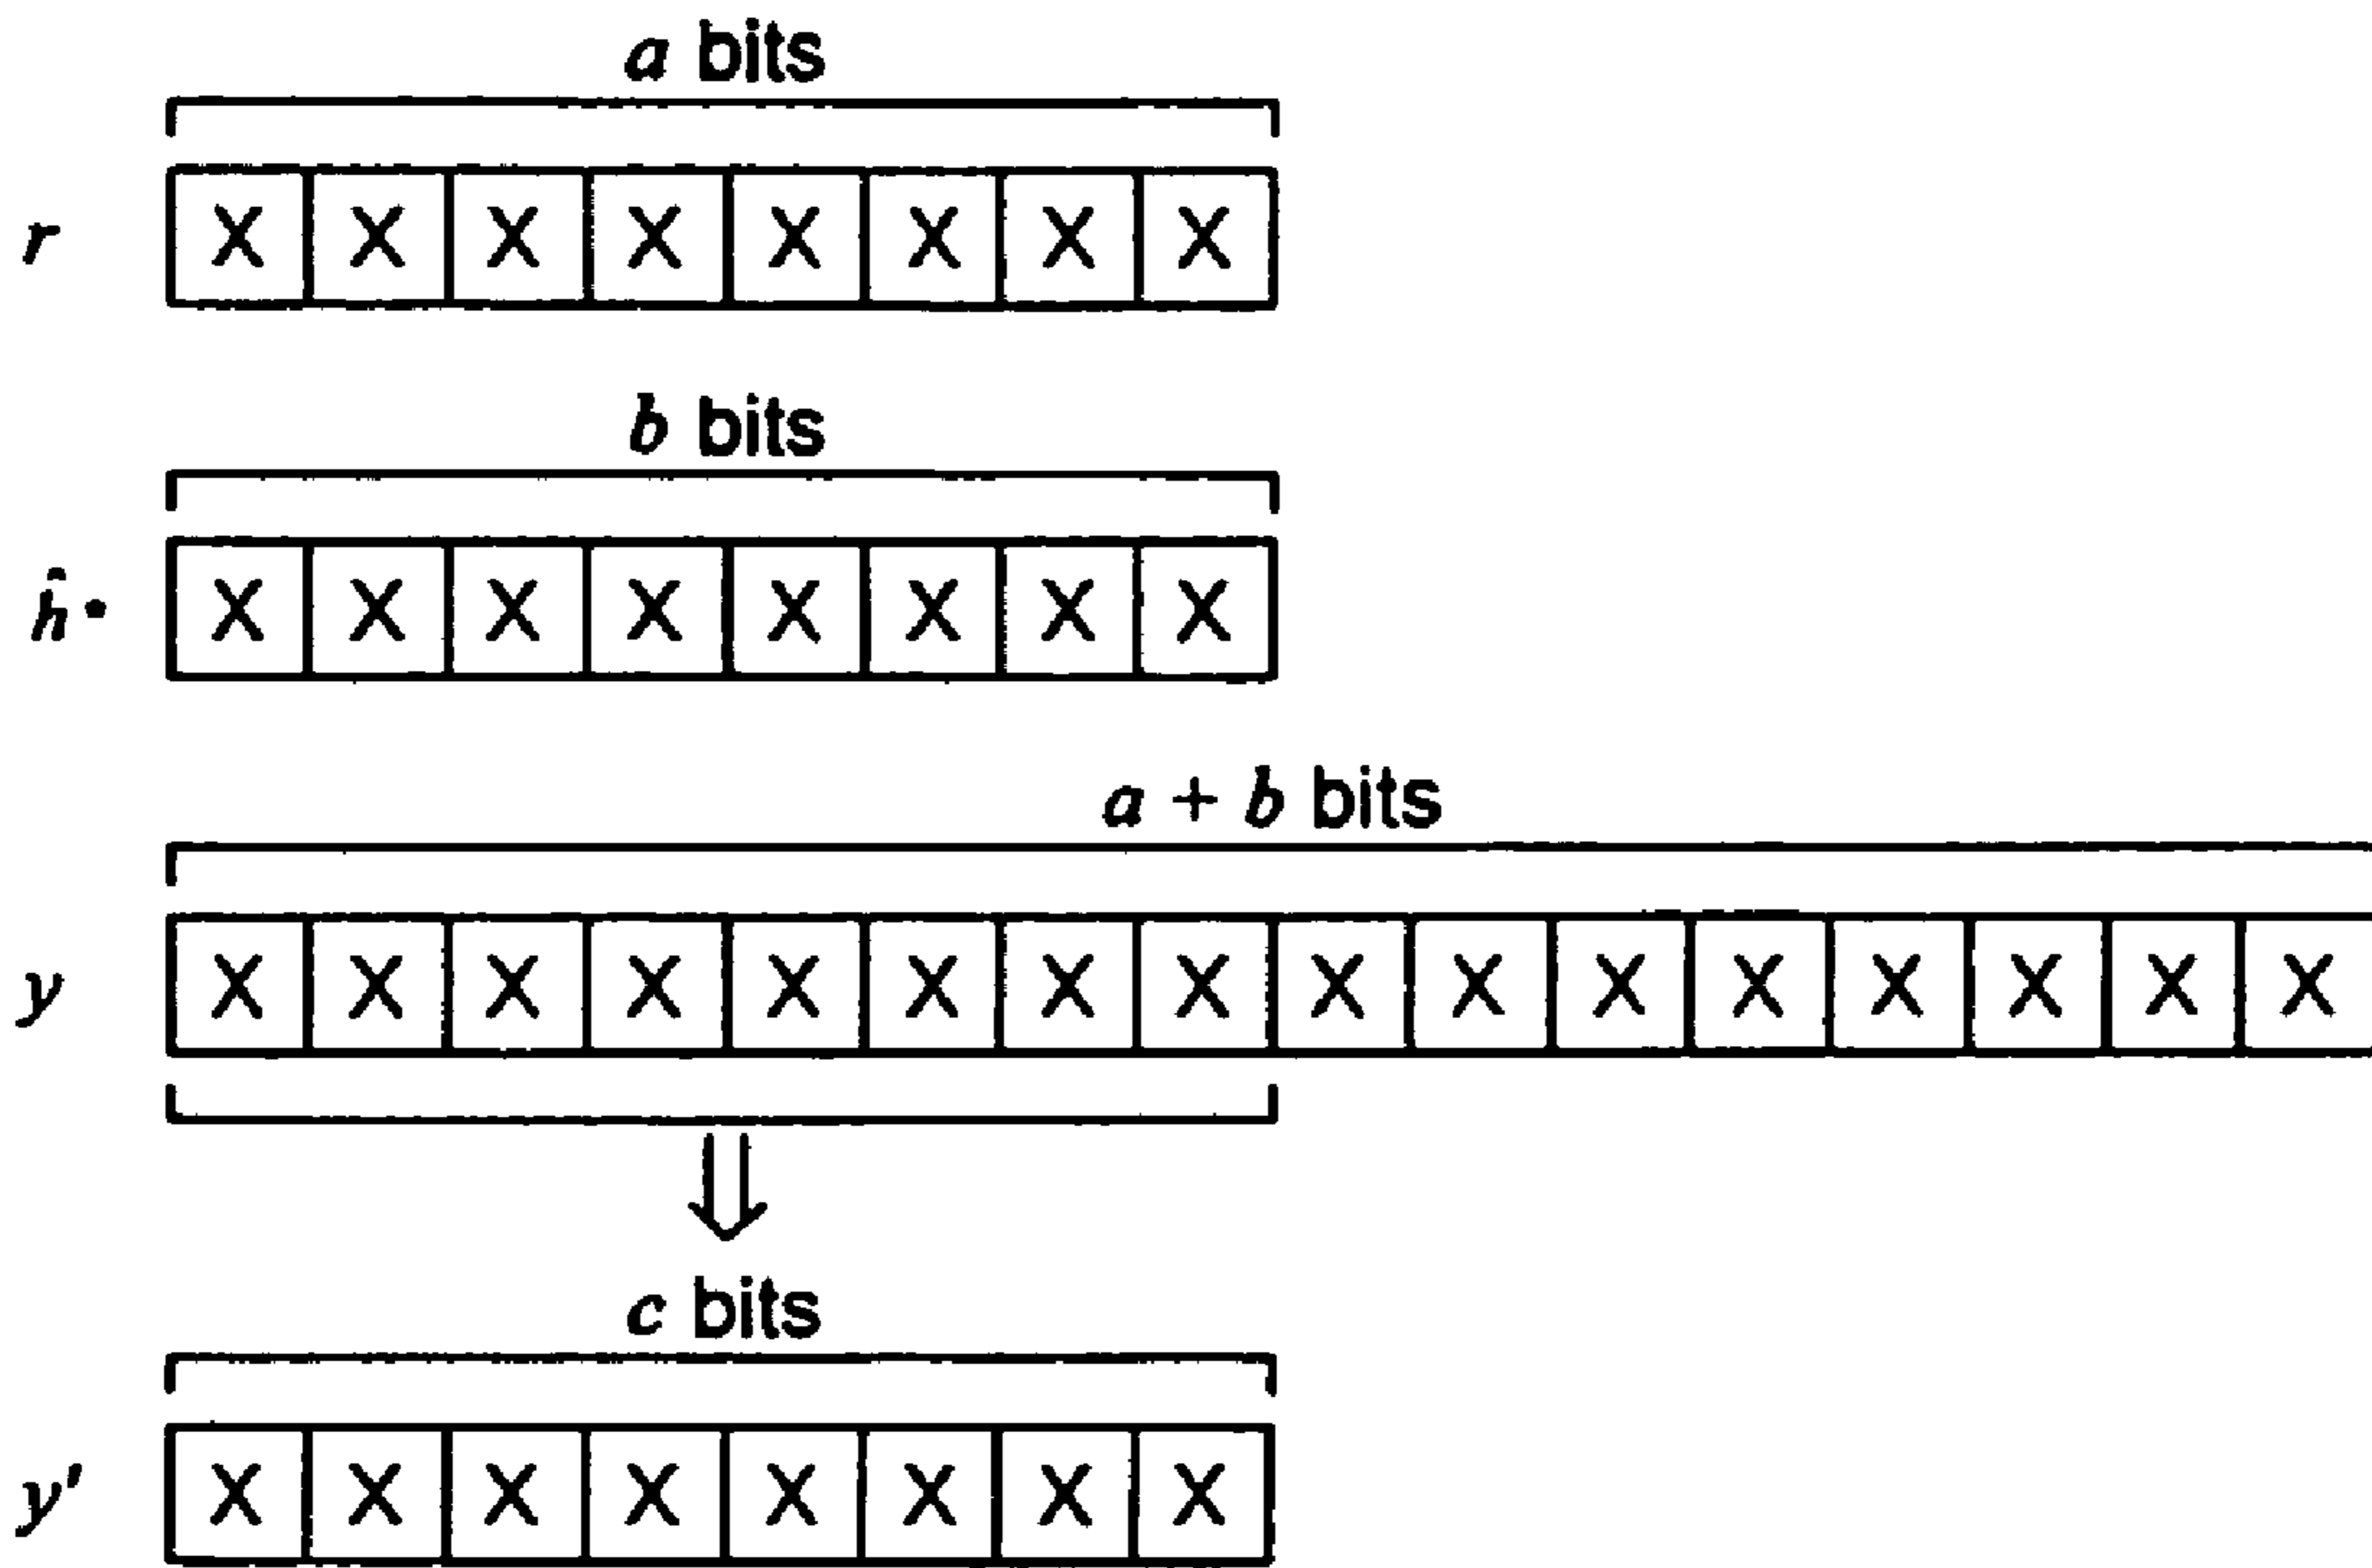 a bits
r X X X X X X X X
b bits
ĥ• X X X X X X X X
a + b bits
y X X X X X X X X X X X X X X X X
c bits
y′ X X X X X X X X